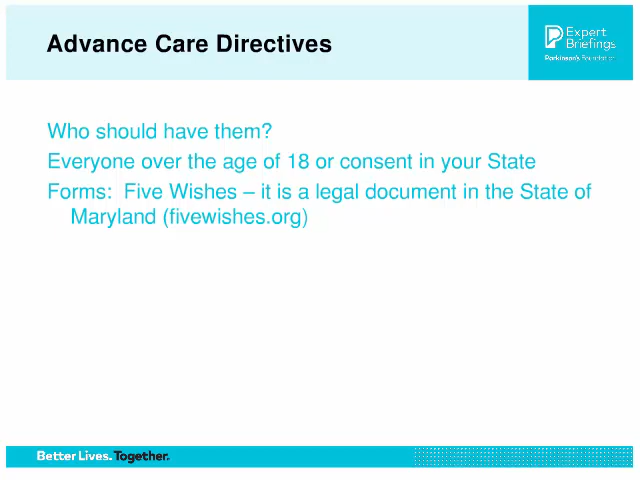 Advance Care Directives
Expert
Briefings
Parkinson's Foundation
Who should have them?
Everyone over the age of 18 or consent in your State
Forms: Five Wishes – it is a legal document in the State of
Maryland (fivewishes.org)
Better Lives. Together.